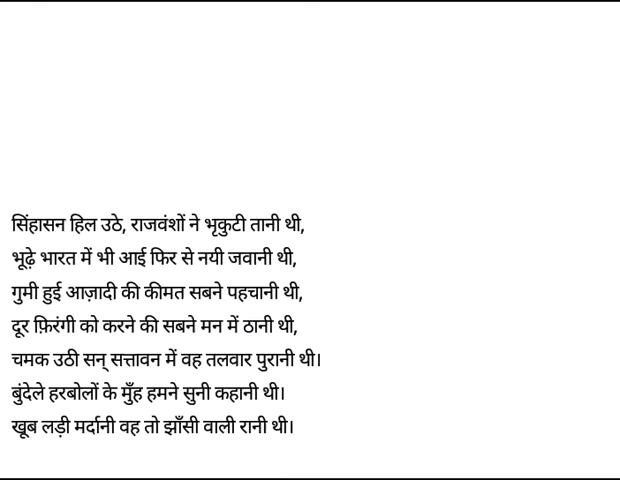 सिंहासन हिल उठे, राजवंशों ने भृकुटी तानी थी,
भूढ़े भारत में भी आई फिर से नयी जवानी थी,
गुमी हुई आज़ादी की कीमत सबने पहचानी थी,
दूर फ़िरंगी को करने की सबने मन में ठानी थी,
चमक उठी सन् सत्तावन में वह तलवार पुरानी थी।
बुंदेले हरबोलों के मुँह हमने सुनी कहानी थी।
खूब लड़ी मर्दानी वह तो झाँसी वाली रानी थी।